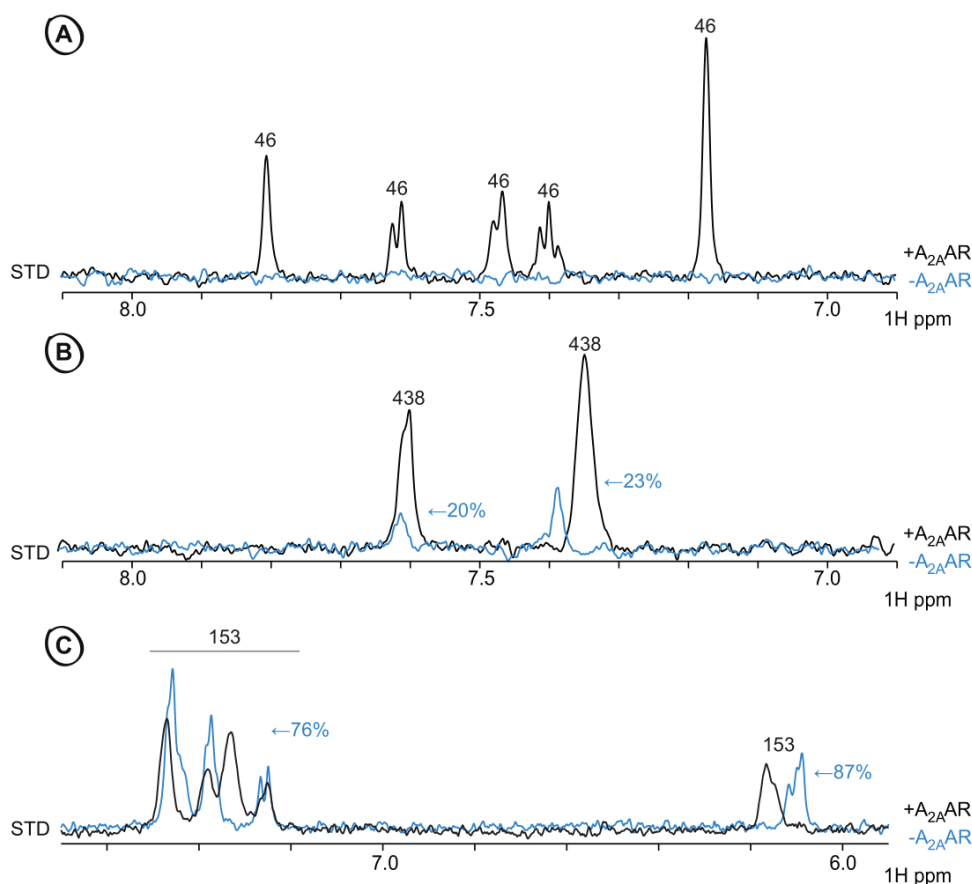 A
46
46
46
46
46
STD
+A2AAR
-A2AAR
8.0 7.5 7.0
1H ppm
B
438
438
←23%
←20%
STD
+A2AAR
-A2AAR
8.0 7.5 7.0
1H ppm
C
153
←76%
153
←87%
STD
+A2AAR
-A2AAR
7.0 6.0
1H ppm